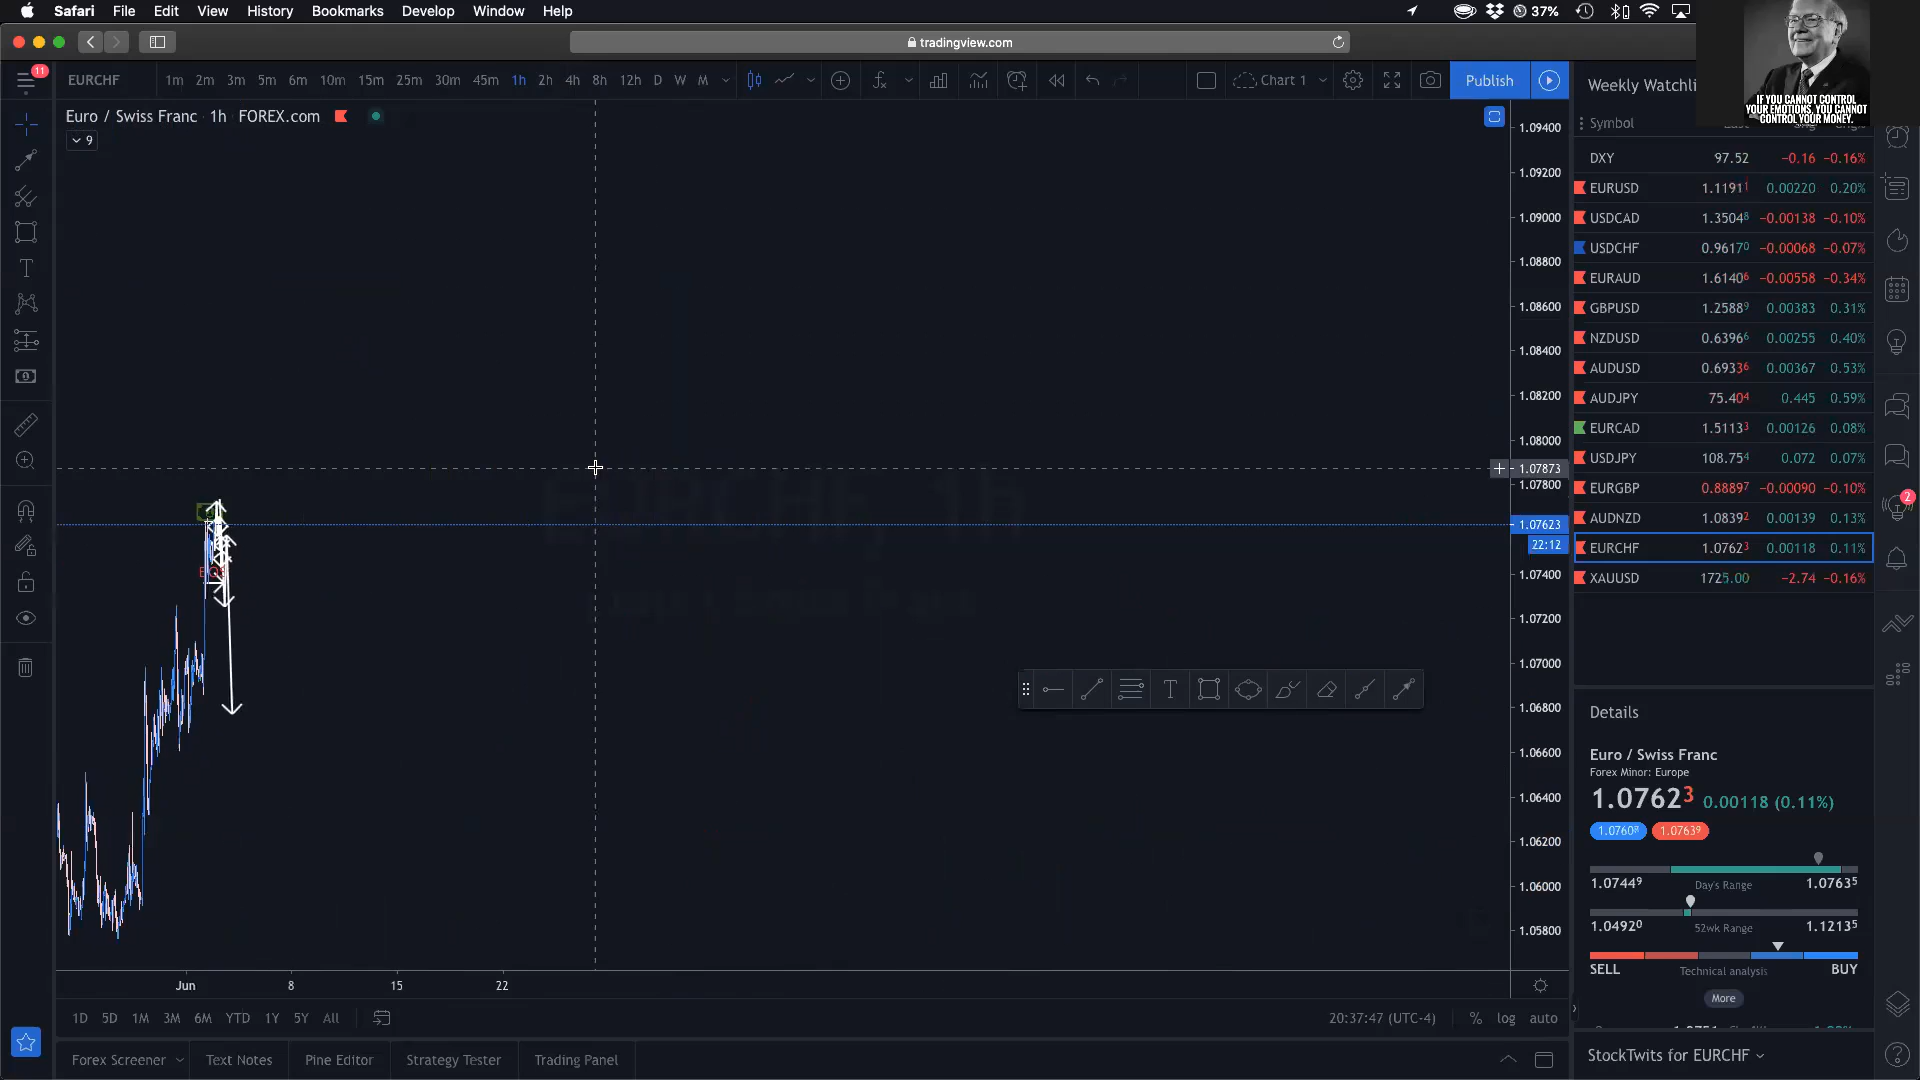 Safari File Edit View History Bookmarks Develop Window Help
37%
tradingview.com
11
EURCHF 1m 2m 3m 5m 6m 10m 15m 25m 30m 45m 1h 2h 4h 8h 12h D W M
Chart 1
Publish
Weekly Watchli
IF YOU CANNOT CONTROL
YOUR EMOTIONS, YOU CANNOT
CONTROL YOUR MONEY.
Euro / Swiss Franc · 1h · FOREX.com
9
Symbol
DXY 97.52 −0.16 −0.16%
EURUSD 1.11911 0.00220 0.20%
USDCAD 1.35048 −0.00138 −0.10%
USDCHF 0.96170 −0.00068 −0.07%
EURAUD 1.61406 −0.00558 −0.34%
GBPUSD 1.25889 0.00383 0.31%
NZDUSD 0.63966 0.00255 0.40%
AUDUSD 0.69336 0.00367 0.53%
AUDJPY 75.404 0.445 0.59%
EURCAD 1.51133 0.00126 0.08%
USDJPY 108.754 0.072 0.07%
EURGBP 0.88897 −0.00090 −0.10%
AUDNZD 1.08392 0.00139 0.13%
EURCHF 1.07623 0.00118 0.11%
XAUUSD 1725.00 −2.74 −0.16%
1.09400
1.09200
1.09000
1.08800
1.08600
1.08400
1.08200
1.08000
1.07873
1.07800
1.07623
22:12
1.07400
1.07200
1.07000
1.06800
1.06600
1.06400
1.06200
1.06000
1.05800
EURCHF, 1h
2
Details
Euro / Swiss Franc
Forex Minor: Europe
1.07623 0.00118 (0.11%)
1.07608 1.07639
1.07449 Day's Range 1.07635
1.04920 52wk Range 1.12135
SELL Technical analysis BUY
More
StockTwits for EURCHF
Jun 8 15 22
1D 5D 1M 3M 6M YTD 1Y 5Y All
20:37:47 (UTC-4) % log auto
Forex Screener Text Notes Pine Editor Strategy Tester Trading Panel